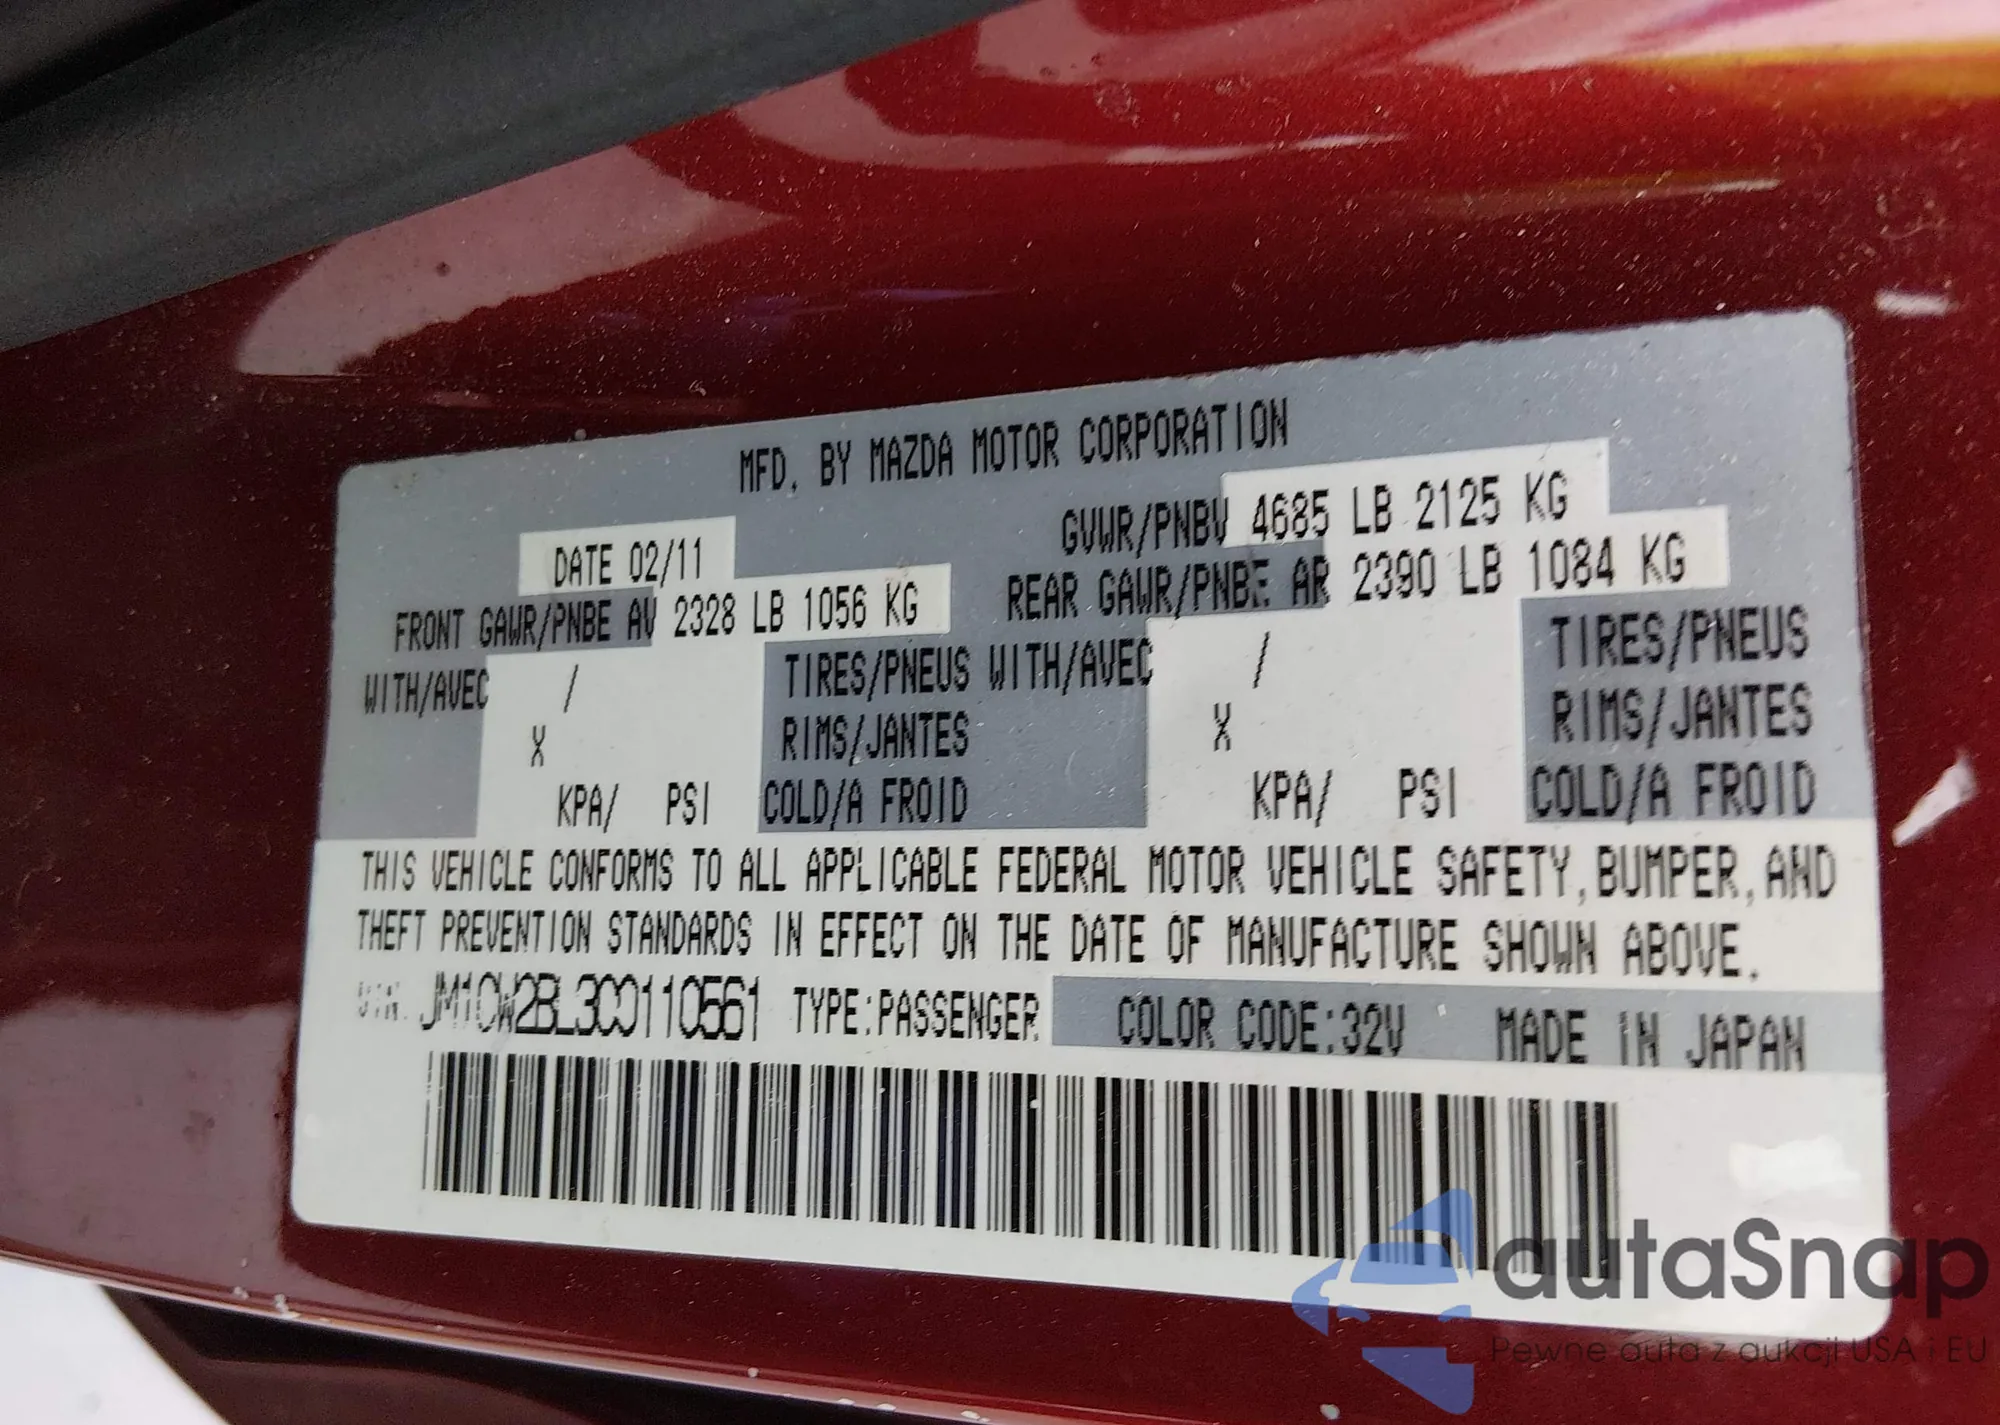 MFD. BY MAZDA MOTOR CORPORATION
DATE 02/11 GVWR/PNBV 4685 LB 2125 KG
FRONT GAWR/PNBE AV 2328 LB 1056 KG REAR GAWR/PNBE AR 2390 LB 1084 KG
WITH/AVEC / TIRES/PNEUS WITH/AVEC / TIRES/PNEUS
X RIMS/JANTES X RIMS/JANTES
KPA/ PSI COLD/A FROID KPA/ PSI COLD/A FROID
THIS VEHICLE CONFORMS TO ALL APPLICABLE FEDERAL MOTOR VEHICLE SAFETY, BUMPER, AND
THEFT PREVENTION STANDARDS IN EFFECT ON THE DATE OF MANUFACTURE SHOWN ABOVE.
VIN. JM1CW2BL3C0110561 TYPE:PASSENGER COLOR CODE:32V MADE IN JAPAN
autaSnap
Pewne auta z aukcji USA i EU